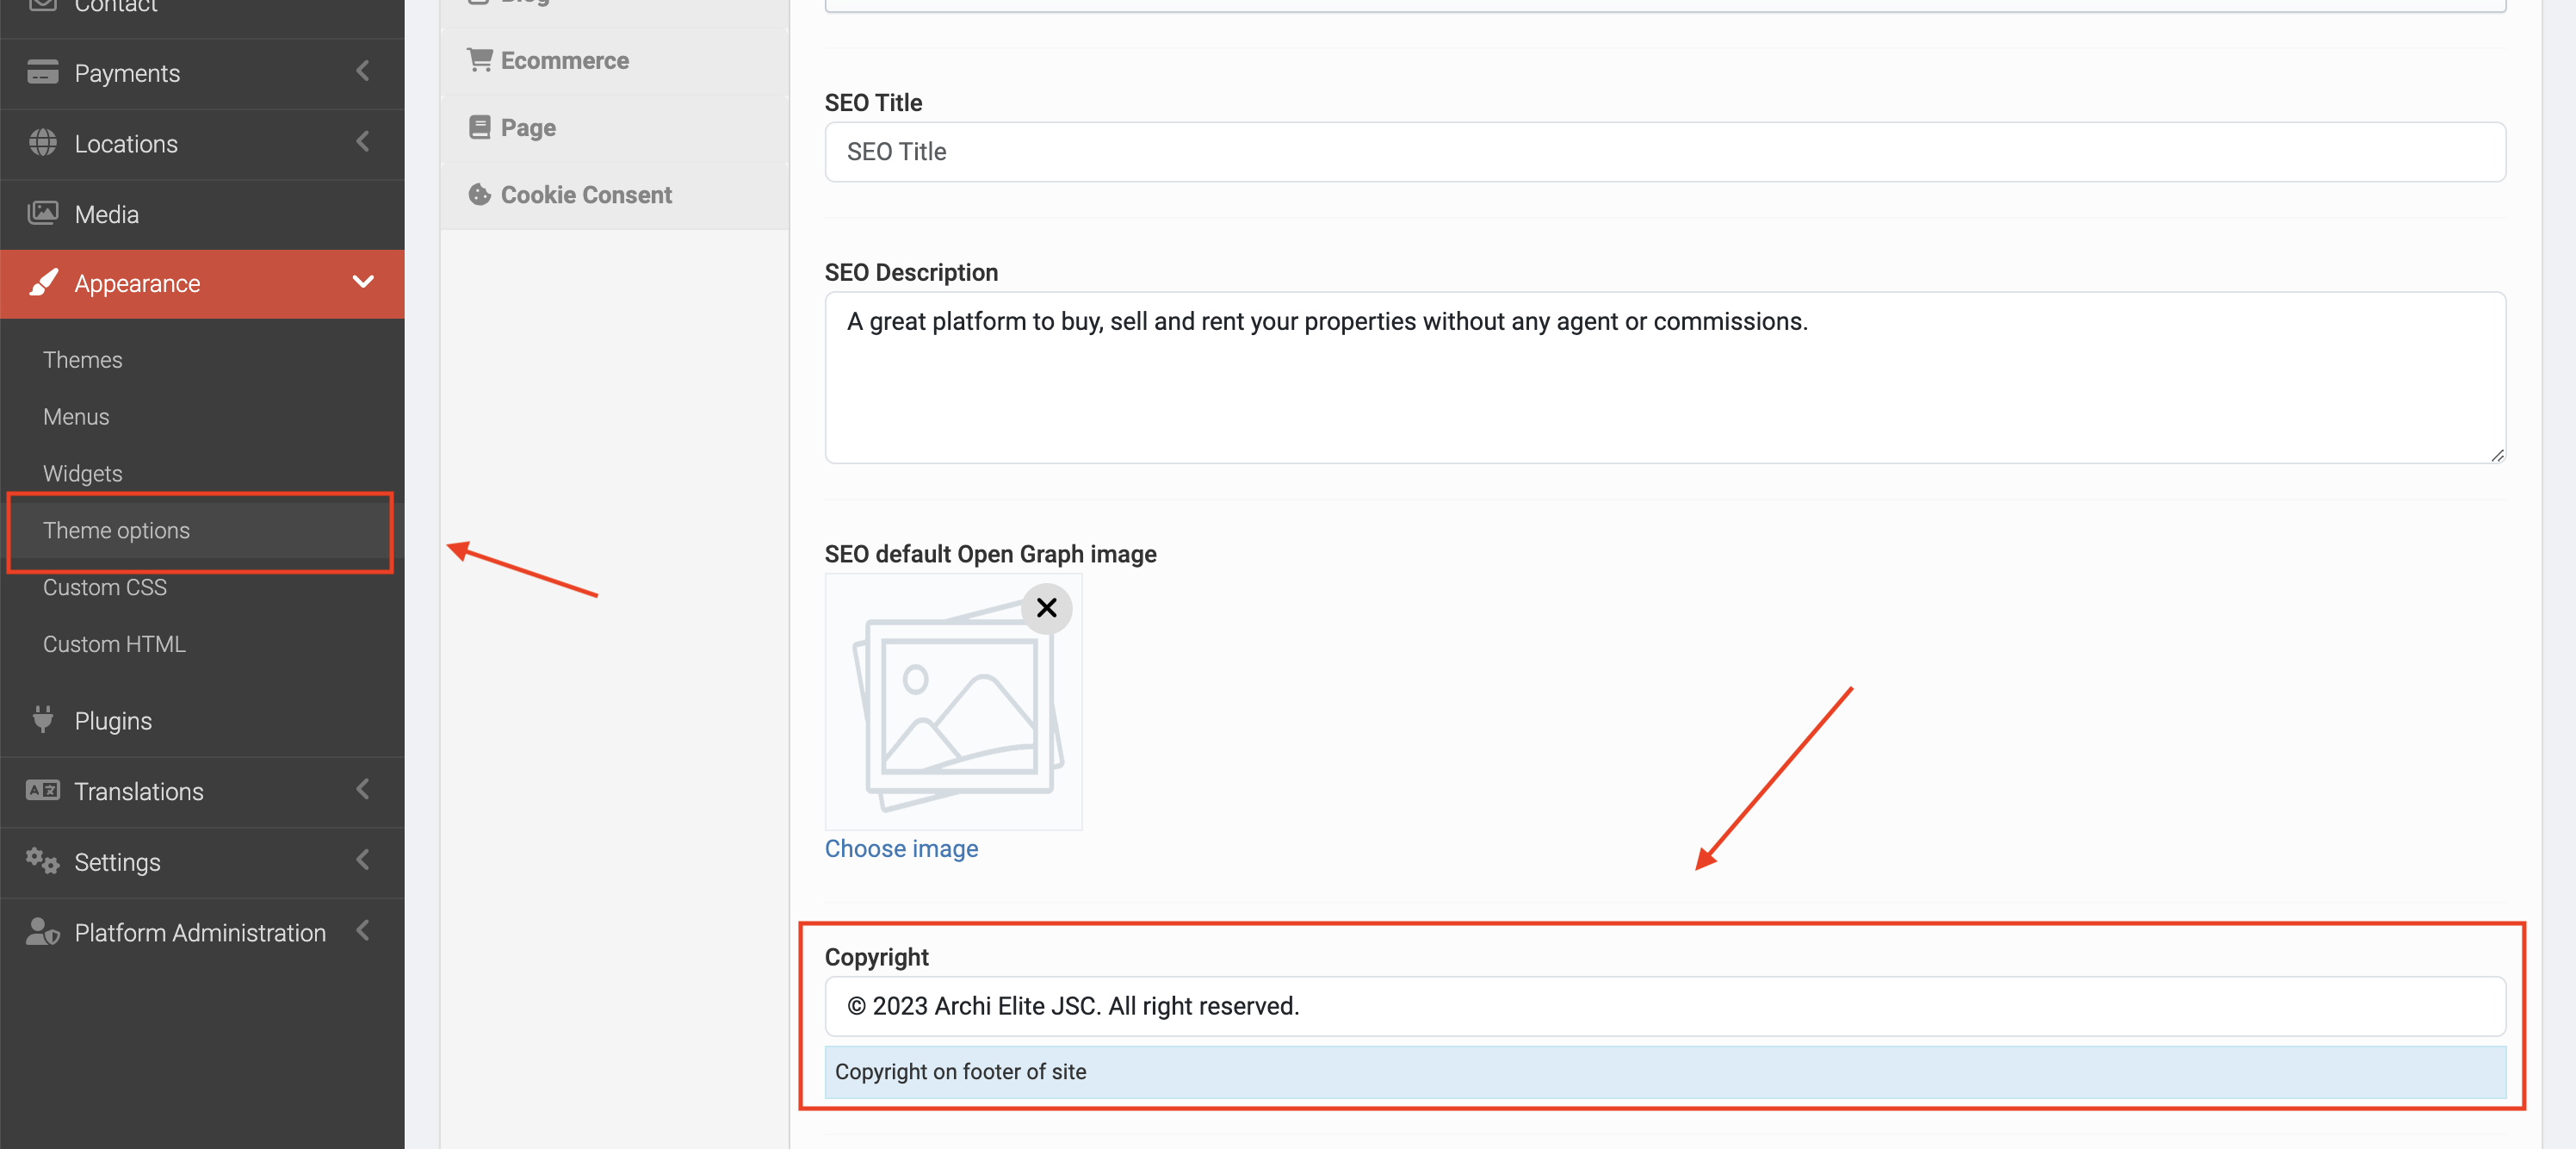 Contact
Payments
Locations
Media
Appearance
Themes
Menus
Widgets
Theme options
Custom CSS
Custom HTML
Plugins
Translations
Settings
Platform Administration
Blog
Ecommerce
Page
Cookie Consent
SEO Title
SEO Title
SEO Description
A great platform to buy, sell and rent your properties without any agent or commissions.
SEO default Open Graph image
Choose image
Copyright
© 2023 Archi Elite JSC. All right reserved.
Copyright on footer of site